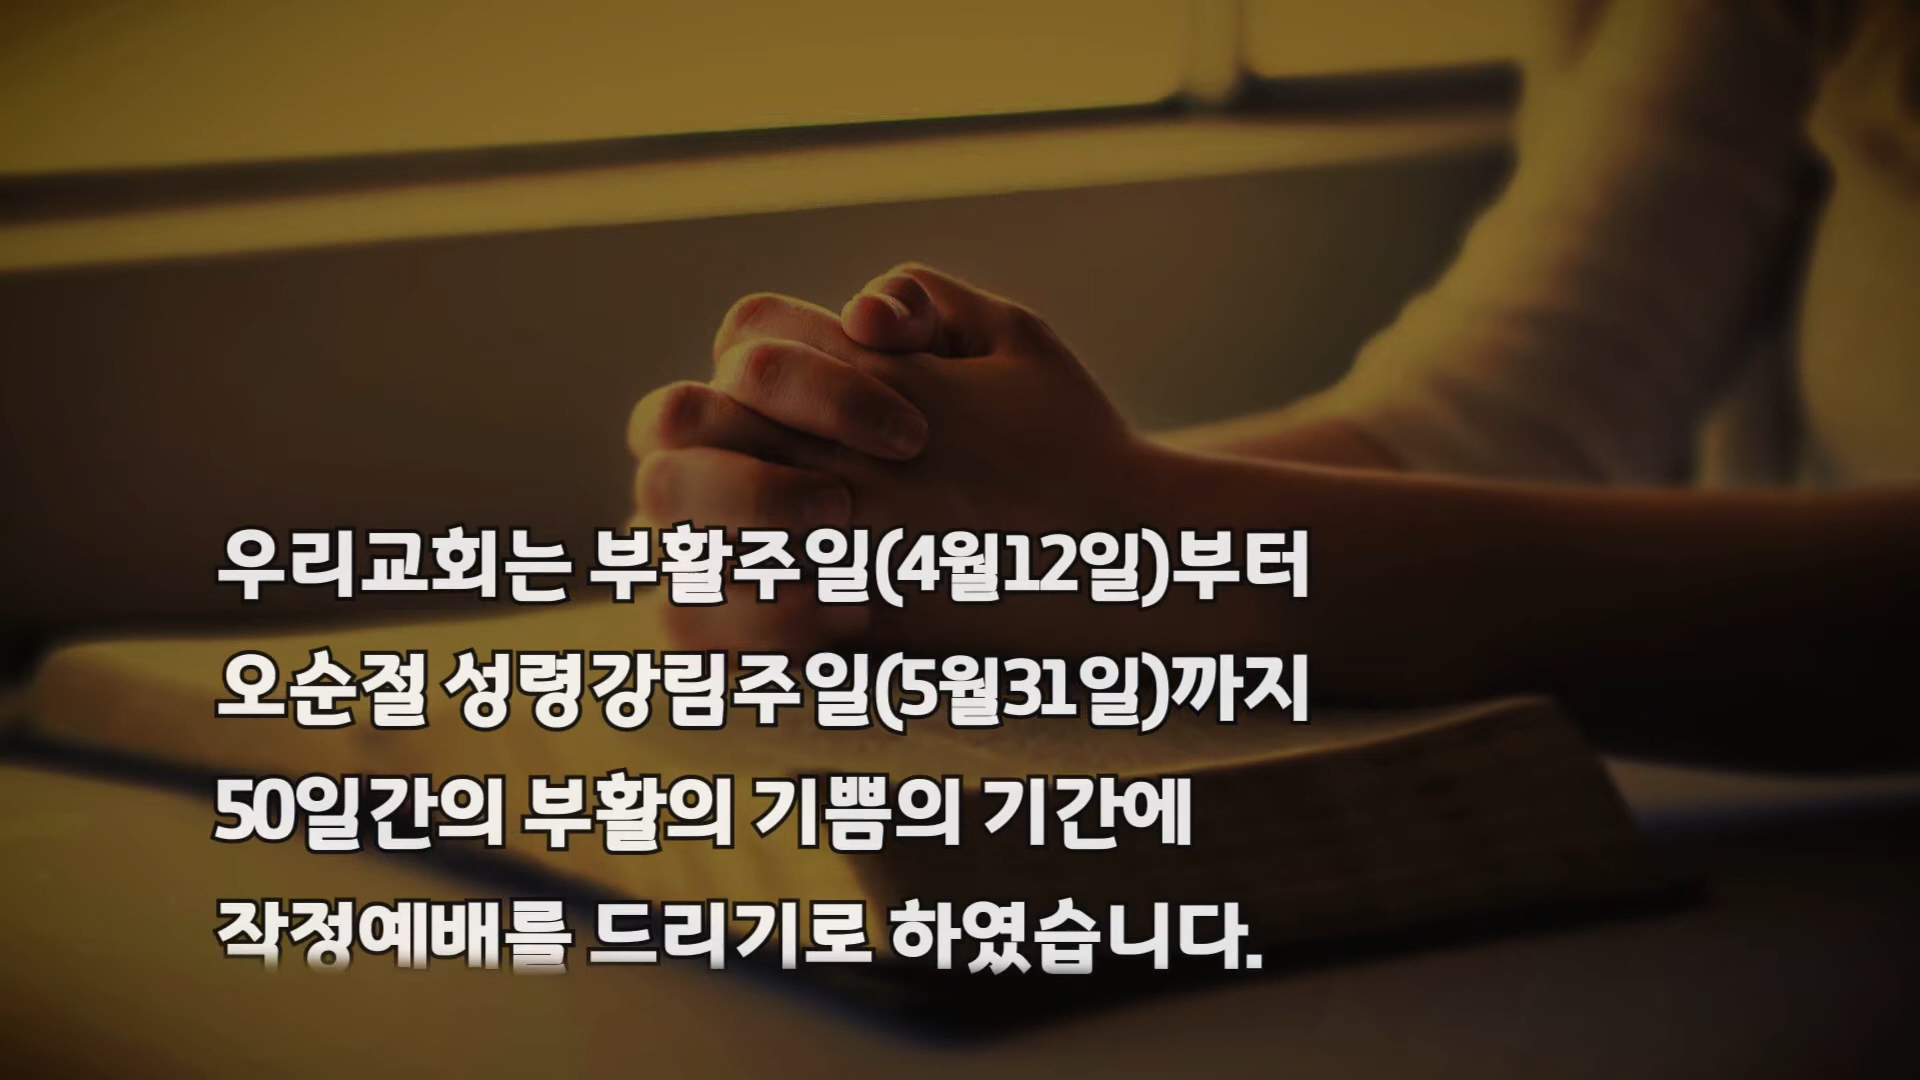 우리교회는 부활주일(4월12일)부터
오순절 성령강림주일(5월31일)까지
50일간의 부활의 기쁨의 기간에
작정예배를 드리기로 하였습니다.